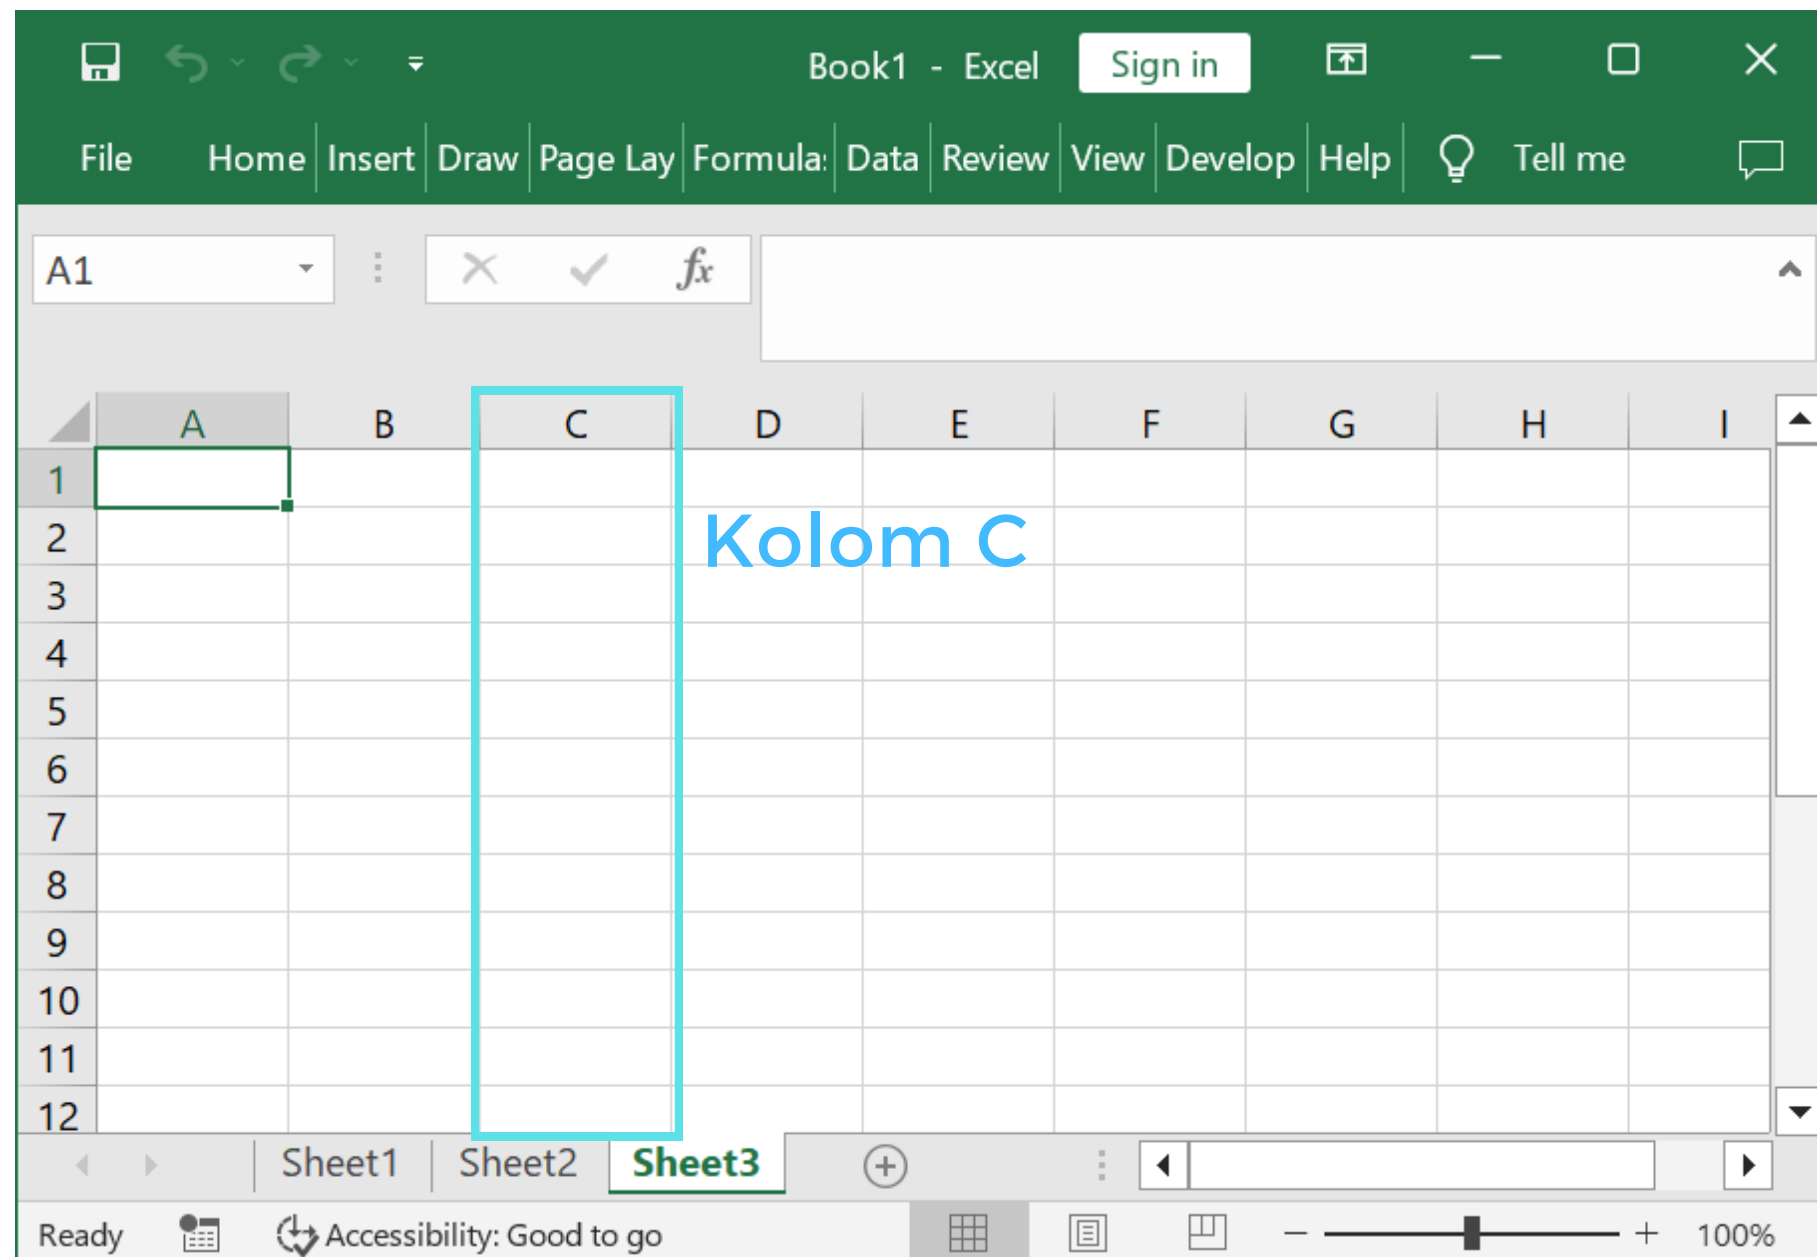 Book1 - Excel Sign in
File Home Insert Draw Page Lay Formula: Data Review View Develop Help Tell me
A1 fx
A B C D E F G H I
1
2
Kolom C
3
4
5
6
7
8
9
10
11
12
Sheet1 Sheet2 Sheet3
Ready Accessibility: Good to go 100%